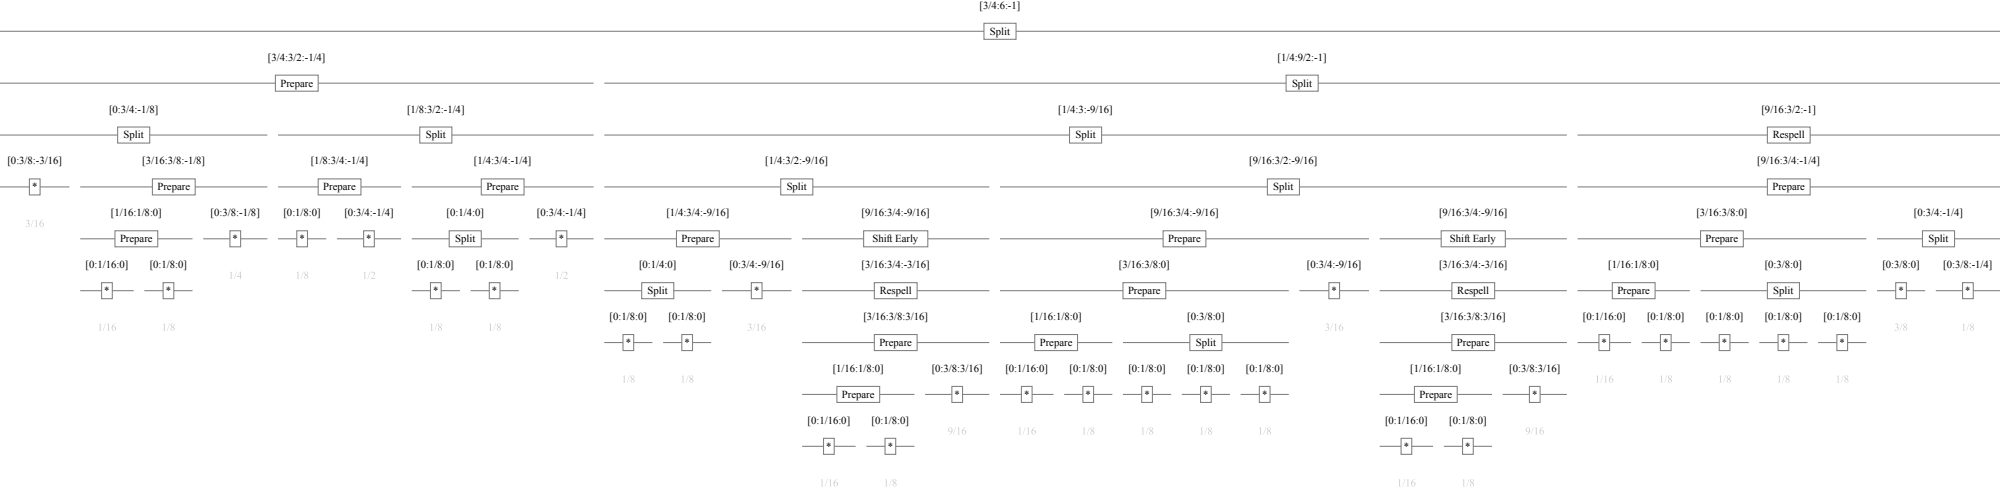 [3/4:6:-1]
Split
[3/4:3/2:-1/4] [1/4:9/2:-1]
Prepare Split
[0:3/4:-1/8] [1/8:3/2:-1/4] [1/4:3:-9/16] [9/16:3/2:-1]
Split Split Split Respell
[0:3/8:-3/16] [3/16:3/8:-1/8] [1/8:3/4:-1/4] [1/4:3/4:-1/4] [1/4:3/2:-9/16] [9/16:3/2:-9/16] [9/16:3/4:-1/4]
* Prepare Prepare Prepare Split Split Prepare
[1/16:1/8:0] [0:3/8:-1/8] [0:1/8:0] [0:3/4:-1/4] [0:1/4:0] [0:3/4:-1/4] [1/4:3/4:-9/16] [9/16:3/4:-9/16] [9/16:3/4:-9/16] [9/16:3/4:-9/16] [3/16:3/8:0] [0:3/4:-1/4]
3/16
Prepare * * * Split * Prepare Shift Early Prepare Shift Early Prepare Split
[0:1/16:0] [0:1/8:0] [0:1/8:0] [0:1/8:0] [0:1/4:0] [0:3/4:-9/16] [3/16:3/4:-3/16] [3/16:3/8:0] [0:3/4:-9/16] [3/16:3/4:-3/16] [1/16:1/8:0] [0:3/8:0] [0:3/8:0] [0:3/8:-1/4]
1/4 1/8 1/2 1/2
* * * * Split * Respell Prepare * Respell Prepare Split * *
[0:1/8:0] [0:1/8:0] [3/16:3/8:3/16] [1/16:1/8:0] [0:3/8:0] [3/16:3/8:3/16] [0:1/16:0] [0:1/8:0] [0:1/8:0] [0:1/8:0] [0:1/8:0]
1/16 1/8 1/8 1/8 3/16 3/16 3/8 1/8
* * Prepare Prepare Split Prepare * * * * *
[1/16:1/8:0] [0:3/8:3/16] [0:1/16:0] [0:1/8:0] [0:1/8:0] [0:1/8:0] [0:1/8:0] [1/16:1/8:0] [0:3/8:3/16]
1/8 1/8 1/16 1/8 1/8 1/8 1/8
Prepare * * * * * * Prepare *
[0:1/16:0] [0:1/8:0] [0:1/16:0] [0:1/8:0]
9/16 1/16 1/8 1/8 1/8 1/8 9/16
* * * *
1/16 1/8 1/16 1/8